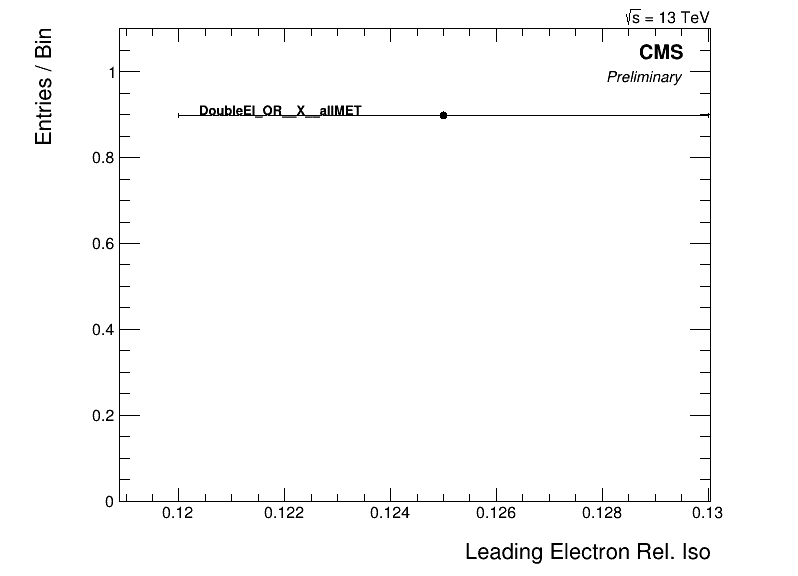 √s = 13 TeV
Entries / Bin
CMS
Preliminary
1
DoubleEl_OR__X__allMET
0.8
0.6
0.4
0.2
0
0.12 0.122 0.124 0.126 0.128 0.13
Leading Electron Rel. Iso